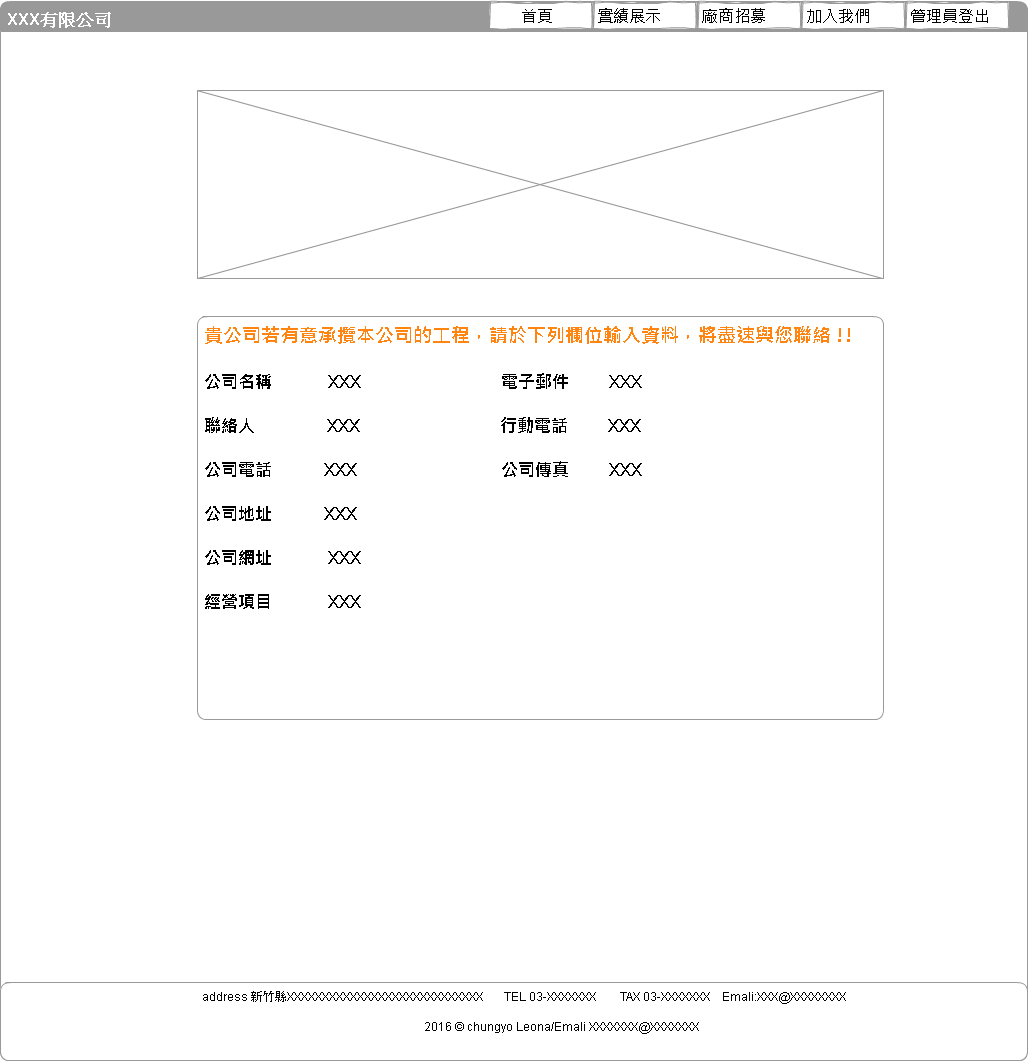 XXX有限公司 首頁 實績展示 廠商招募 加入我們 管理員登出
貴公司若有意承攬本公司的工程，請於下列欄位輸入資料，將盡速與您聯絡 !!
公司名稱 XXX 電子郵件 XXX
聯絡人 XXX 行動電話 XXX
公司電話 XXX 公司傳真 XXX
公司地址 XXX
公司網址 XXX
經營項目 XXX
address 新竹縣XXXXXXXXXXXXXXXXXXXXXXXXXXXX TEL 03-XXXXXXX TAX 03-XXXXXXX Emali:XXX@XXXXXXXX
2016 © chungyo Leona/Emali XXXXXXX@XXXXXXX